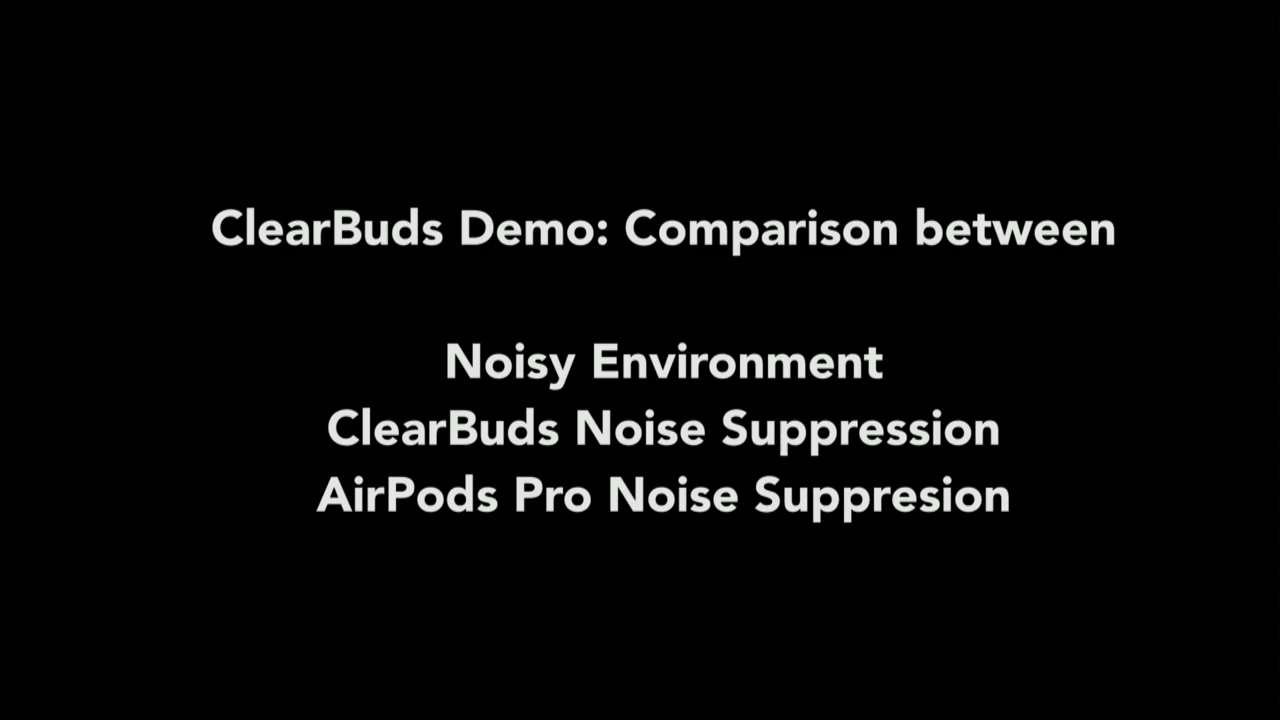 ClearBuds Demo: Comparison between
Noisy Environment
ClearBuds Noise Suppression
AirPods Pro Noise Suppresion